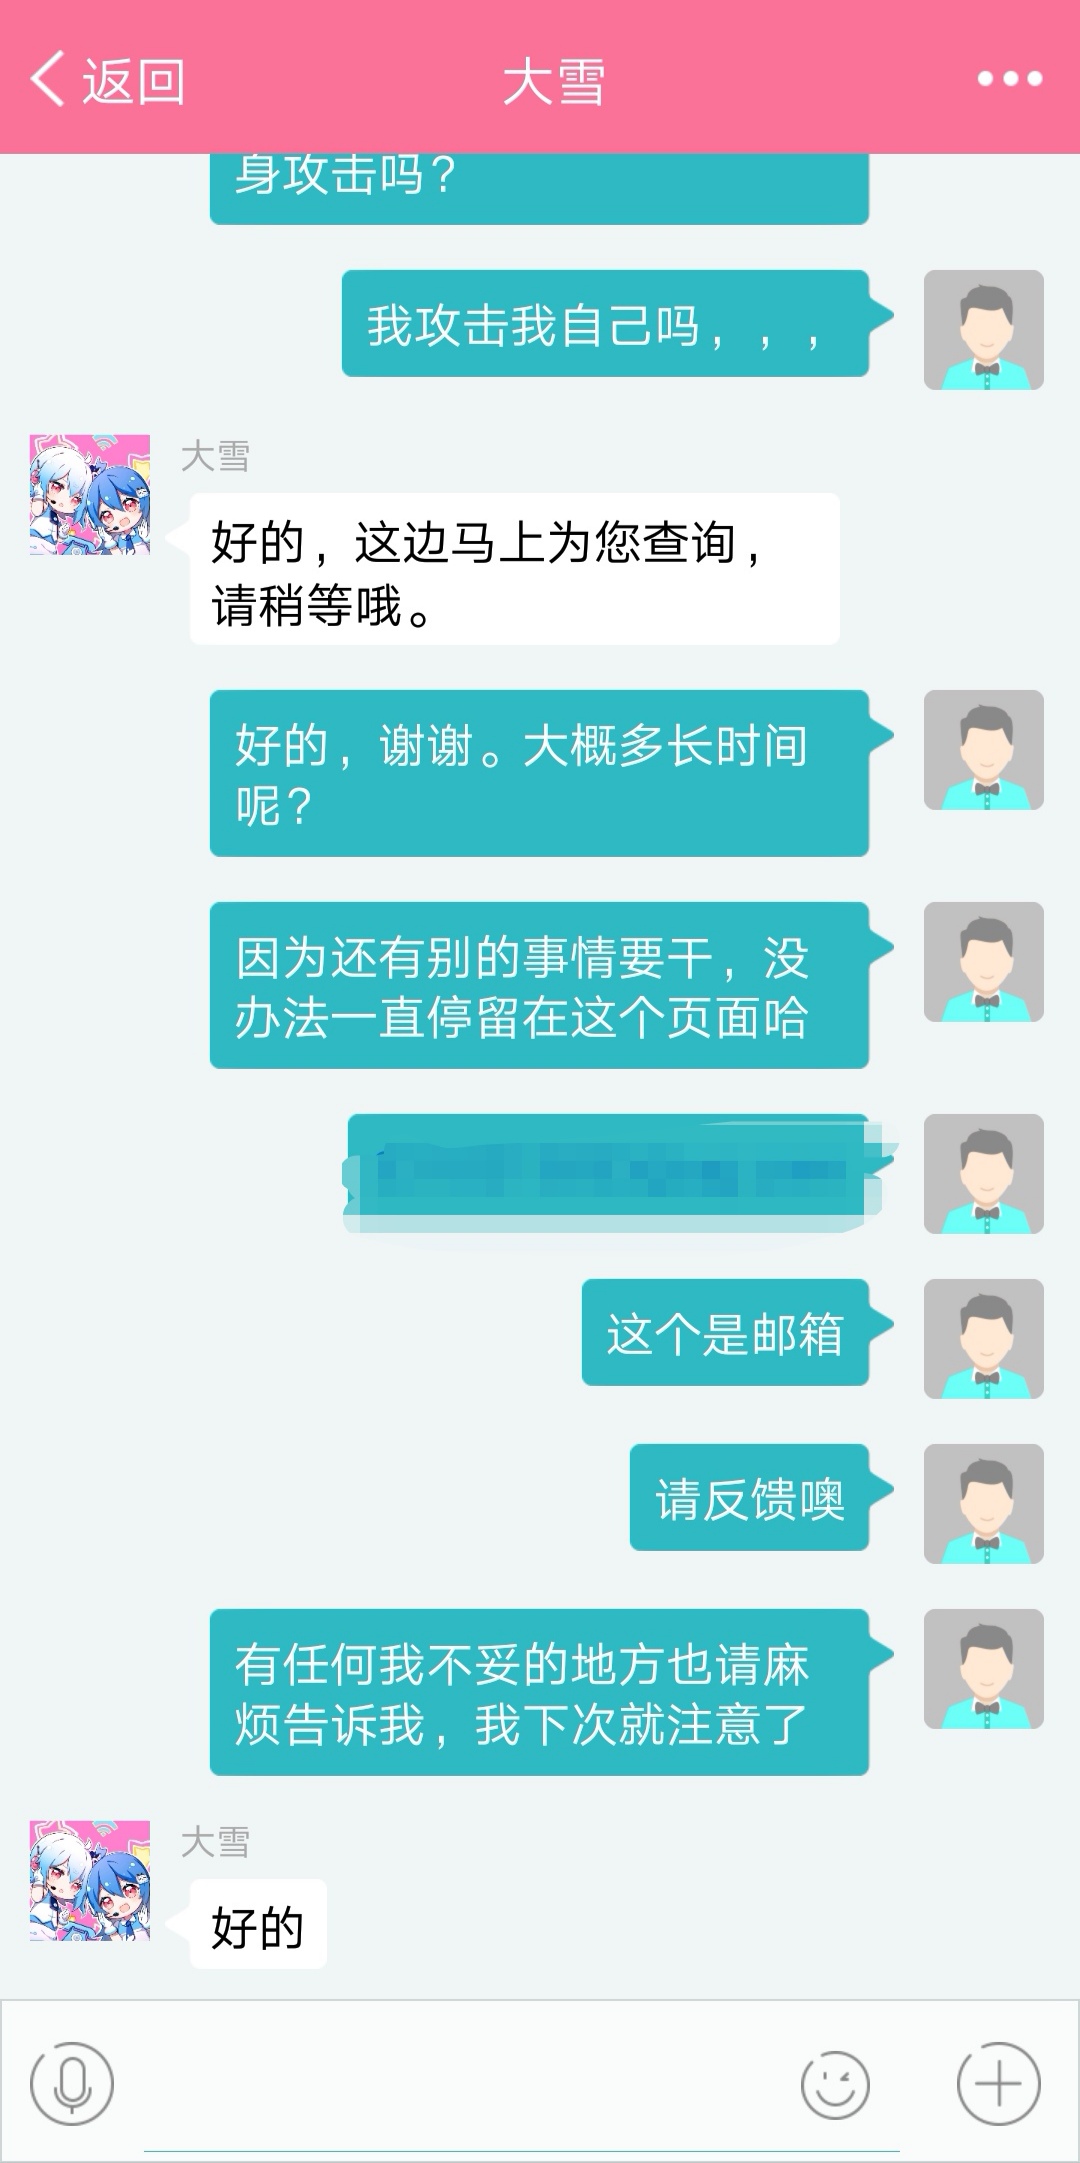 返回
大雪
身攻击吗？
我攻击我自己吗，，，
大雪
好的，这边马上为您查询，
请稍等哦。
好的，谢谢。大概多长时间
呢？
因为还有别的事情要干，没
办法一直停留在这个页面哈
这个是邮箱
请反馈噢
有任何我不妥的地方也请麻
烦告诉我，我下次就注意了
大雪
好的